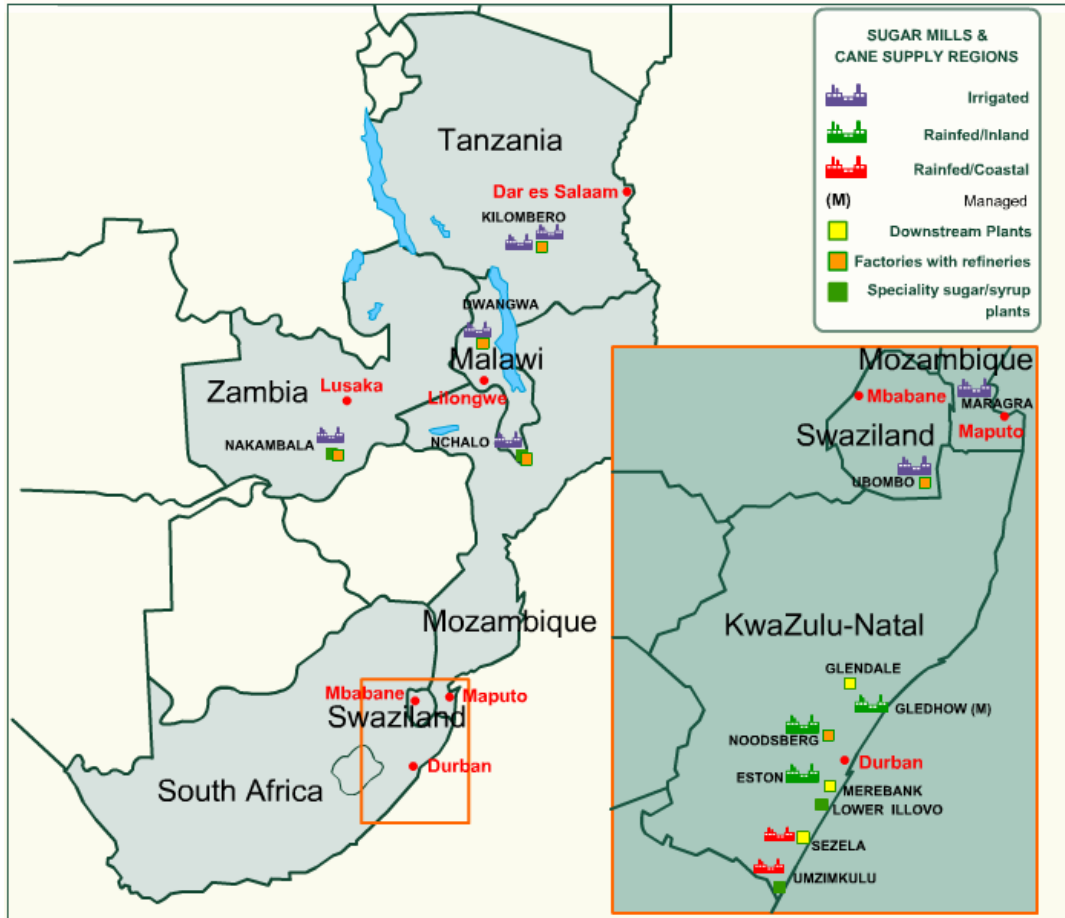 SUGAR MILLS &
CANE SUPPLY REGIONS
Irrigated
Rainfed/Inland
Rainfed/Coastal
(M) Managed
Downstream Plants
Factories with refineries
Speciality sugar/syrup
plants
Tanzania
Dar es Salaam
KILOMBERO
DWANGWA
Malawi
Zambia
Lusaka
Lilongwe
NAKAMBALA
NCHALO
Mozambique
Mbabane
Maputo
Swaziland
Durban
South Africa
Mozambique
Mbabane
MARAGRA
Maputo
Swaziland
UBOMBO
KwaZulu-Natal
GLENDALE
GLEDHOW (M)
NOODSBERG
Durban
ESTON
MEREBANK
LOWER ILLOVO
SEZELA
UMZIMKULU